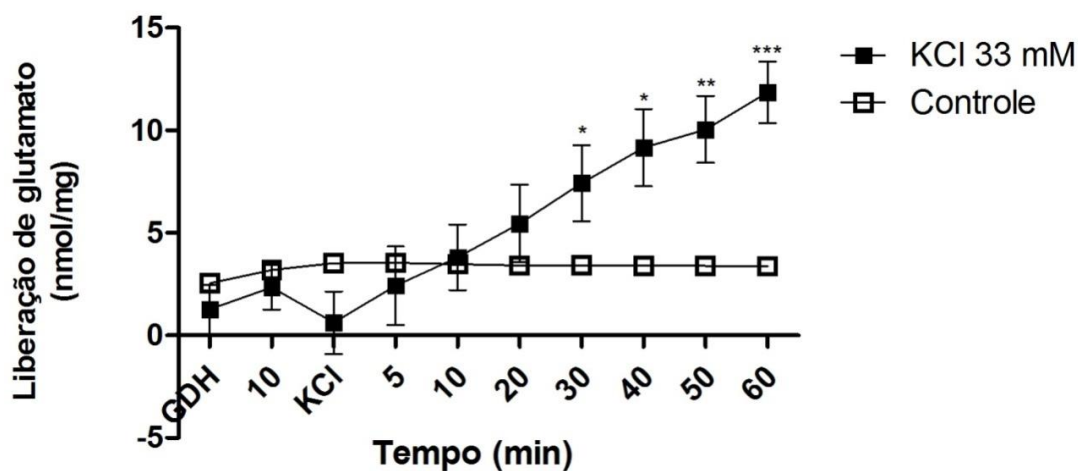 Liberação de glutamato
(nmol/mg)
15
10
5
0
-5
*
*
**
***
GDH
10
KCl
5
10
20
30
40
50
60
Tempo (min)
KCl 33 mM
Controle